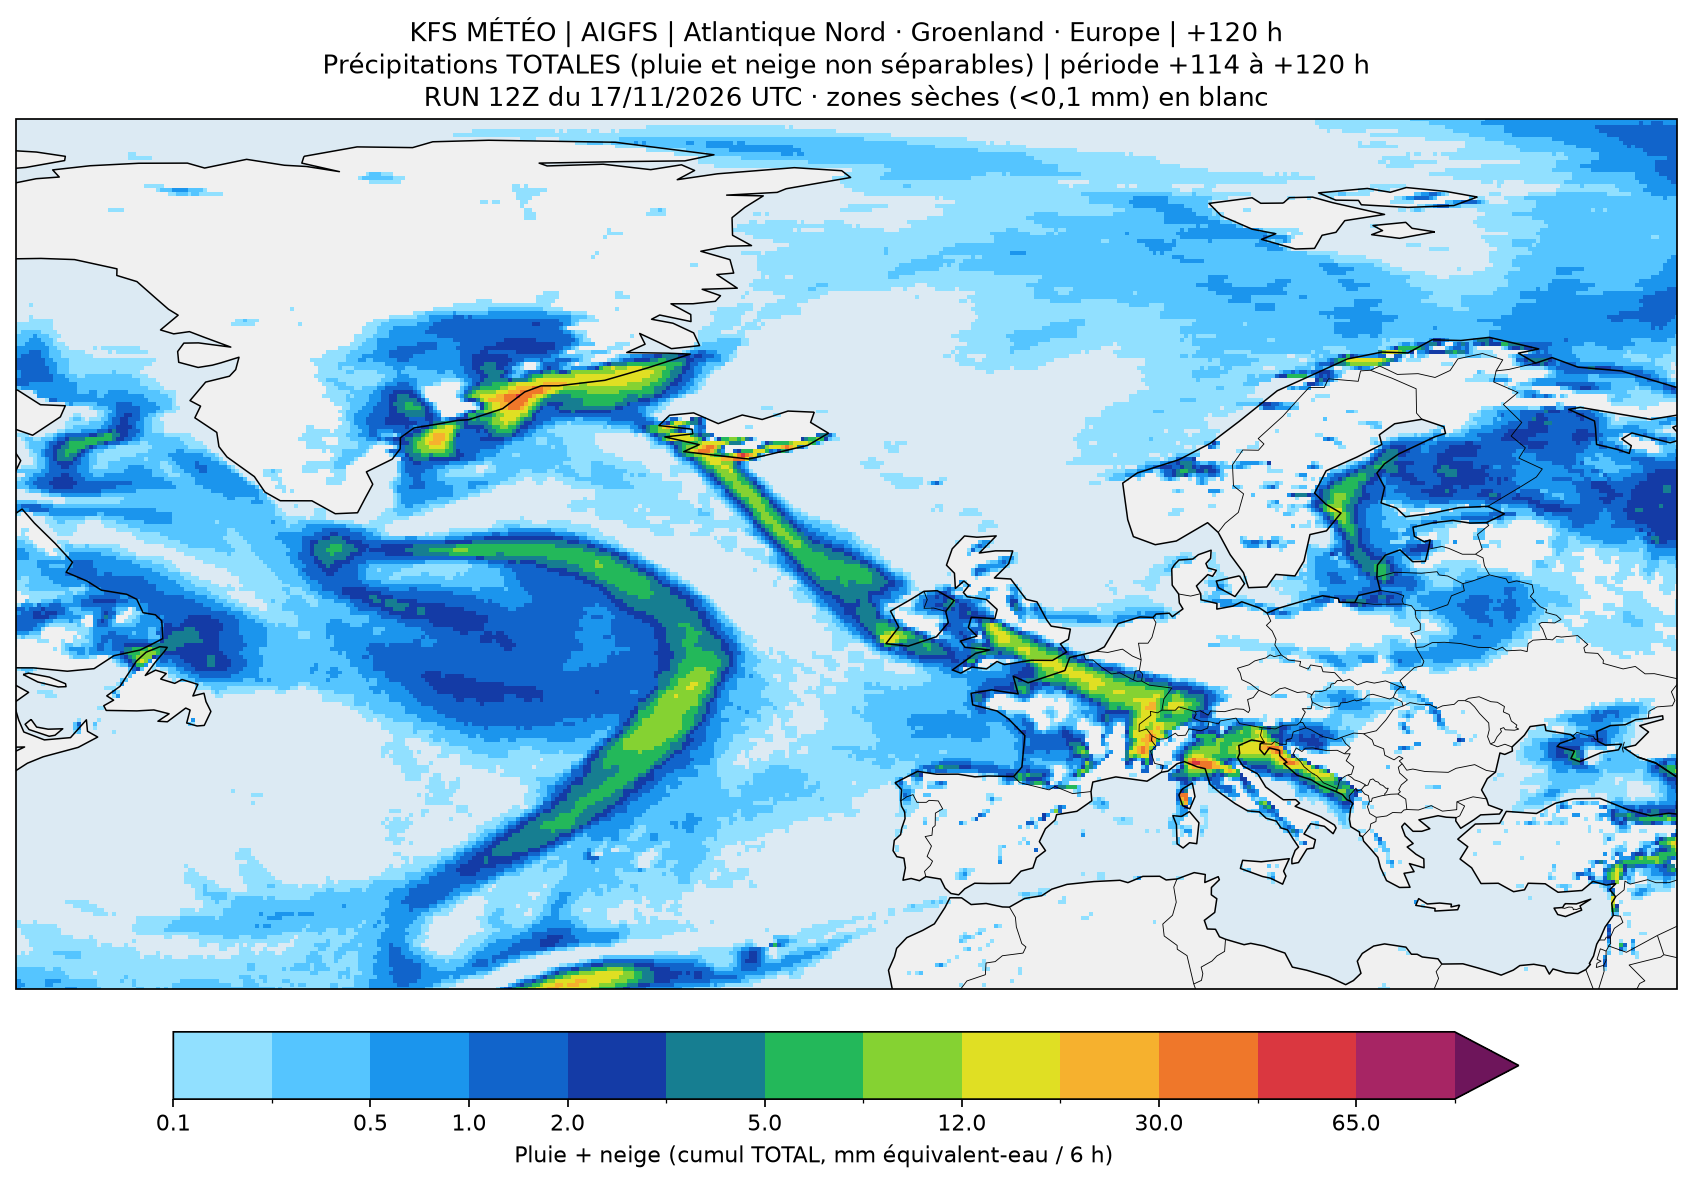 KFS MÉTÉO | AIGFS | Atlantique Nord · Groenland · Europe | +120 h
Précipitations TOTALES (pluie et neige non séparables) | période +114 à +120 h
RUN 12Z du 17/11/2026 UTC · zones sèches (<0,1 mm) en blanc
0.1 0.5 1.0 2.0 5.0 12.0 30.0 65.0
Pluie + neige (cumul TOTAL, mm équivalent-eau / 6 h)